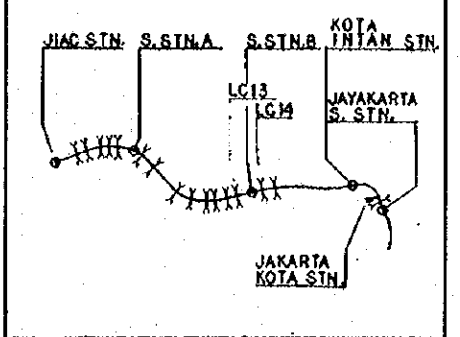 JIAC STN.
S.STN.A
S.STN.B
KOTA
INTAN STN.
LC13
LC14
JAYAKARTA
S. STN.
JAKARTA
KOTA STN.